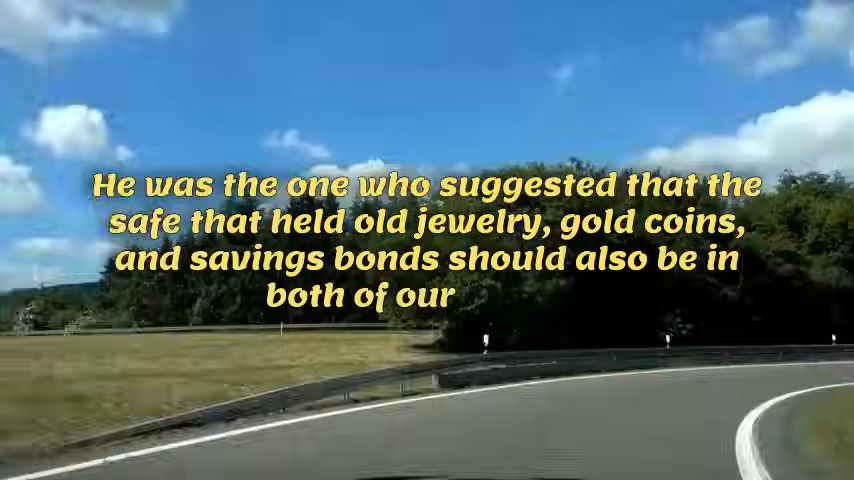 He was the one who suggested that the
safe that held old jewelry, gold coins,
and savings bonds should also be in
both of our